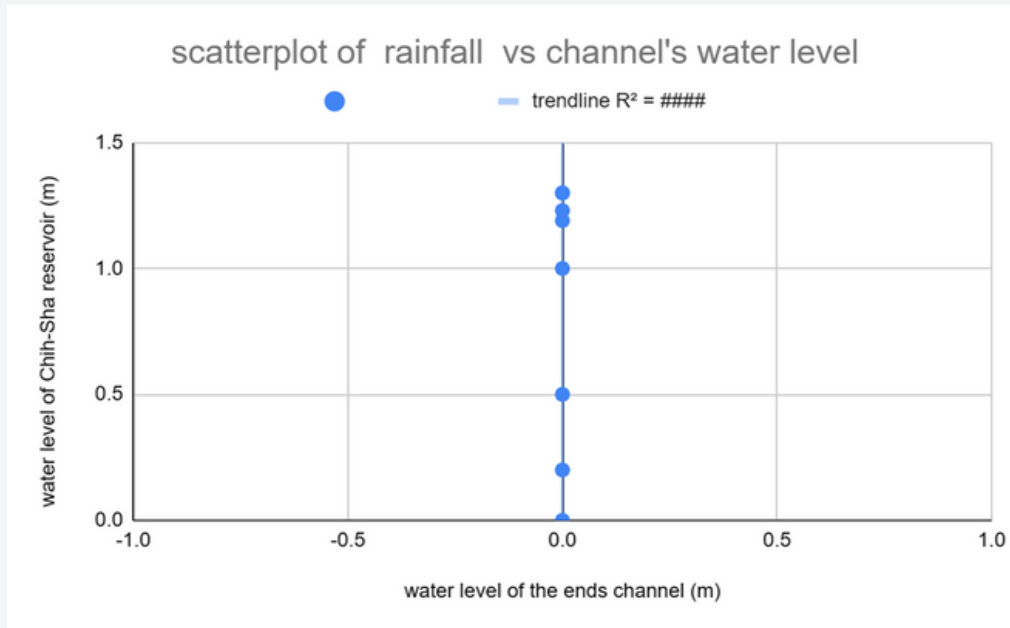 scatterplot of rainfall vs channel's water level
trendline R² = ####
1.5
1.0
0.5
0.0
water level of Chih-Sha reservoir (m)
-1.0 -0.5 0.0 0.5 1.0
water level of the ends channel (m)